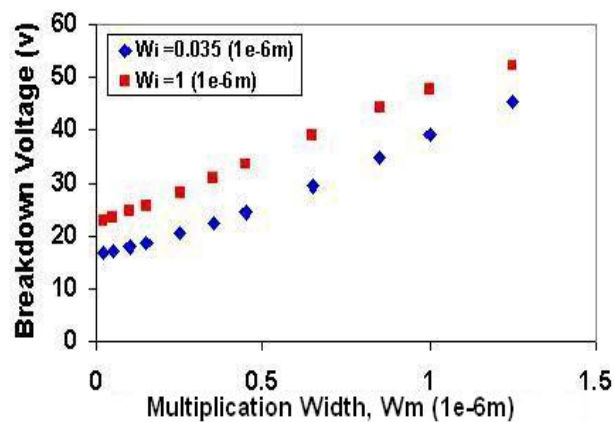 Breakdown Voltage (v)
60
50
40
30
20
10
0
Wi =0.035 (1e-6m)
Wi =1 (1e-6m)
0
0.5
1
1.5
Multiplication Width, Wm (1e-6m)